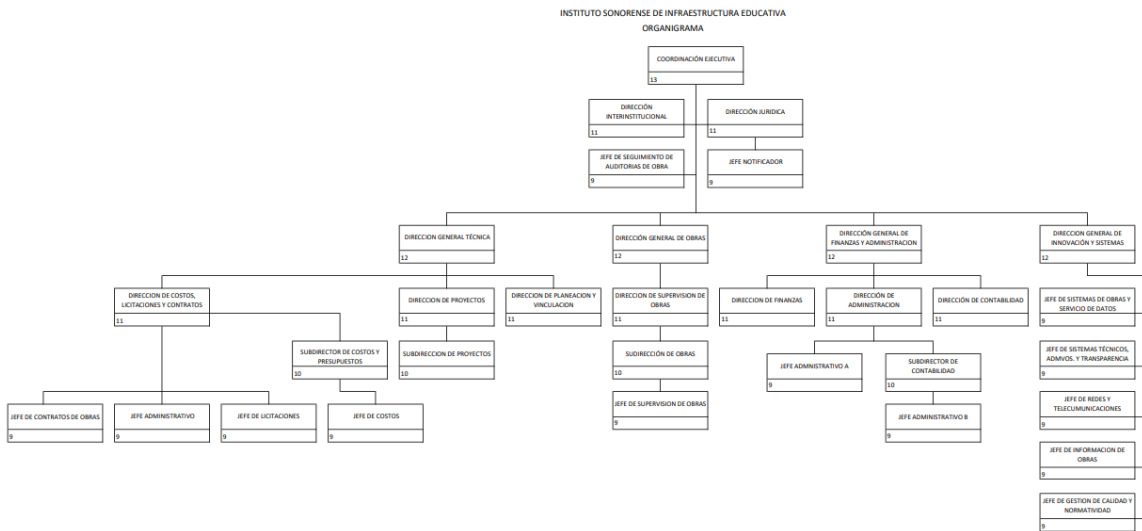 INSTITUTO SONORENSE DE INFRAESTRUCTURA EDUCATIVA
ORGANIGRAMA
COORDINACIÓN EJECUTIVA
13
DIRECCIÓN
INTERINSTITUCIONAL
11
DIRECCIÓN JURIDICA
11
JEFE DE SEGUIMIENTO DE
AUDITORIAS DE OBRA
9
JEFE NOTIFICADOR
9
DIRECCION GENERAL TÉCNICA
12
DIRECCIÓN GENERAL DE OBRAS
12
DIRECCIÓN GENERAL DE
FINANZAS Y ADMINISTRACION
12
DIRECCION GENERAL DE
INNOVACIÓN Y SISTEMAS
12
DIRECCION DE COSTOS,
LICITACIONES Y CONTRATOS
11
DIRECCION DE PROYECTOS
11
DIRECCION DE PLANEACION Y
VINCULACION
11
DIRECCION DE SUPERVISION DE
OBRAS
11
DIRECCION DE FINANZAS
11
DIRECCIÓN DE
ADMINISTRACION
11
DIRECCIÓN DE CONTABILIDAD
11
JEFE DE SISTEMAS DE OBRAS Y
SERVICIO DE DATOS
9
SUBDIRECTOR DE COSTOS Y
PRESUPUESTOS
10
SUBDIRECCION DE PROYECTOS
10
SUDIRECCIÓN DE OBRAS
10
JEFE ADMINISTRATIVO A
9
SUBDIRECTOR DE
CONTABILIDAD
10
JEFE DE SISTEMAS TÉCNICOS,
ADMVOS. Y TRANSPARENCIA
9
JEFE DE CONTRATOS DE OBRAS
9
JEFE ADMINISTRATIVO
9
JEFE DE LICITACIONES
9
JEFE DE COSTOS
9
JEFE DE SUPERVISION DE OBRAS
9
JEFE ADMINISTRATIVO B
9
JEFE DE REDES Y
TELECUMUNICACIONES
9
JEFE DE INFORMACION DE
OBRAS
9
JEFE DE GESTION DE CALIDAD Y
NORMATIVIDAD
9